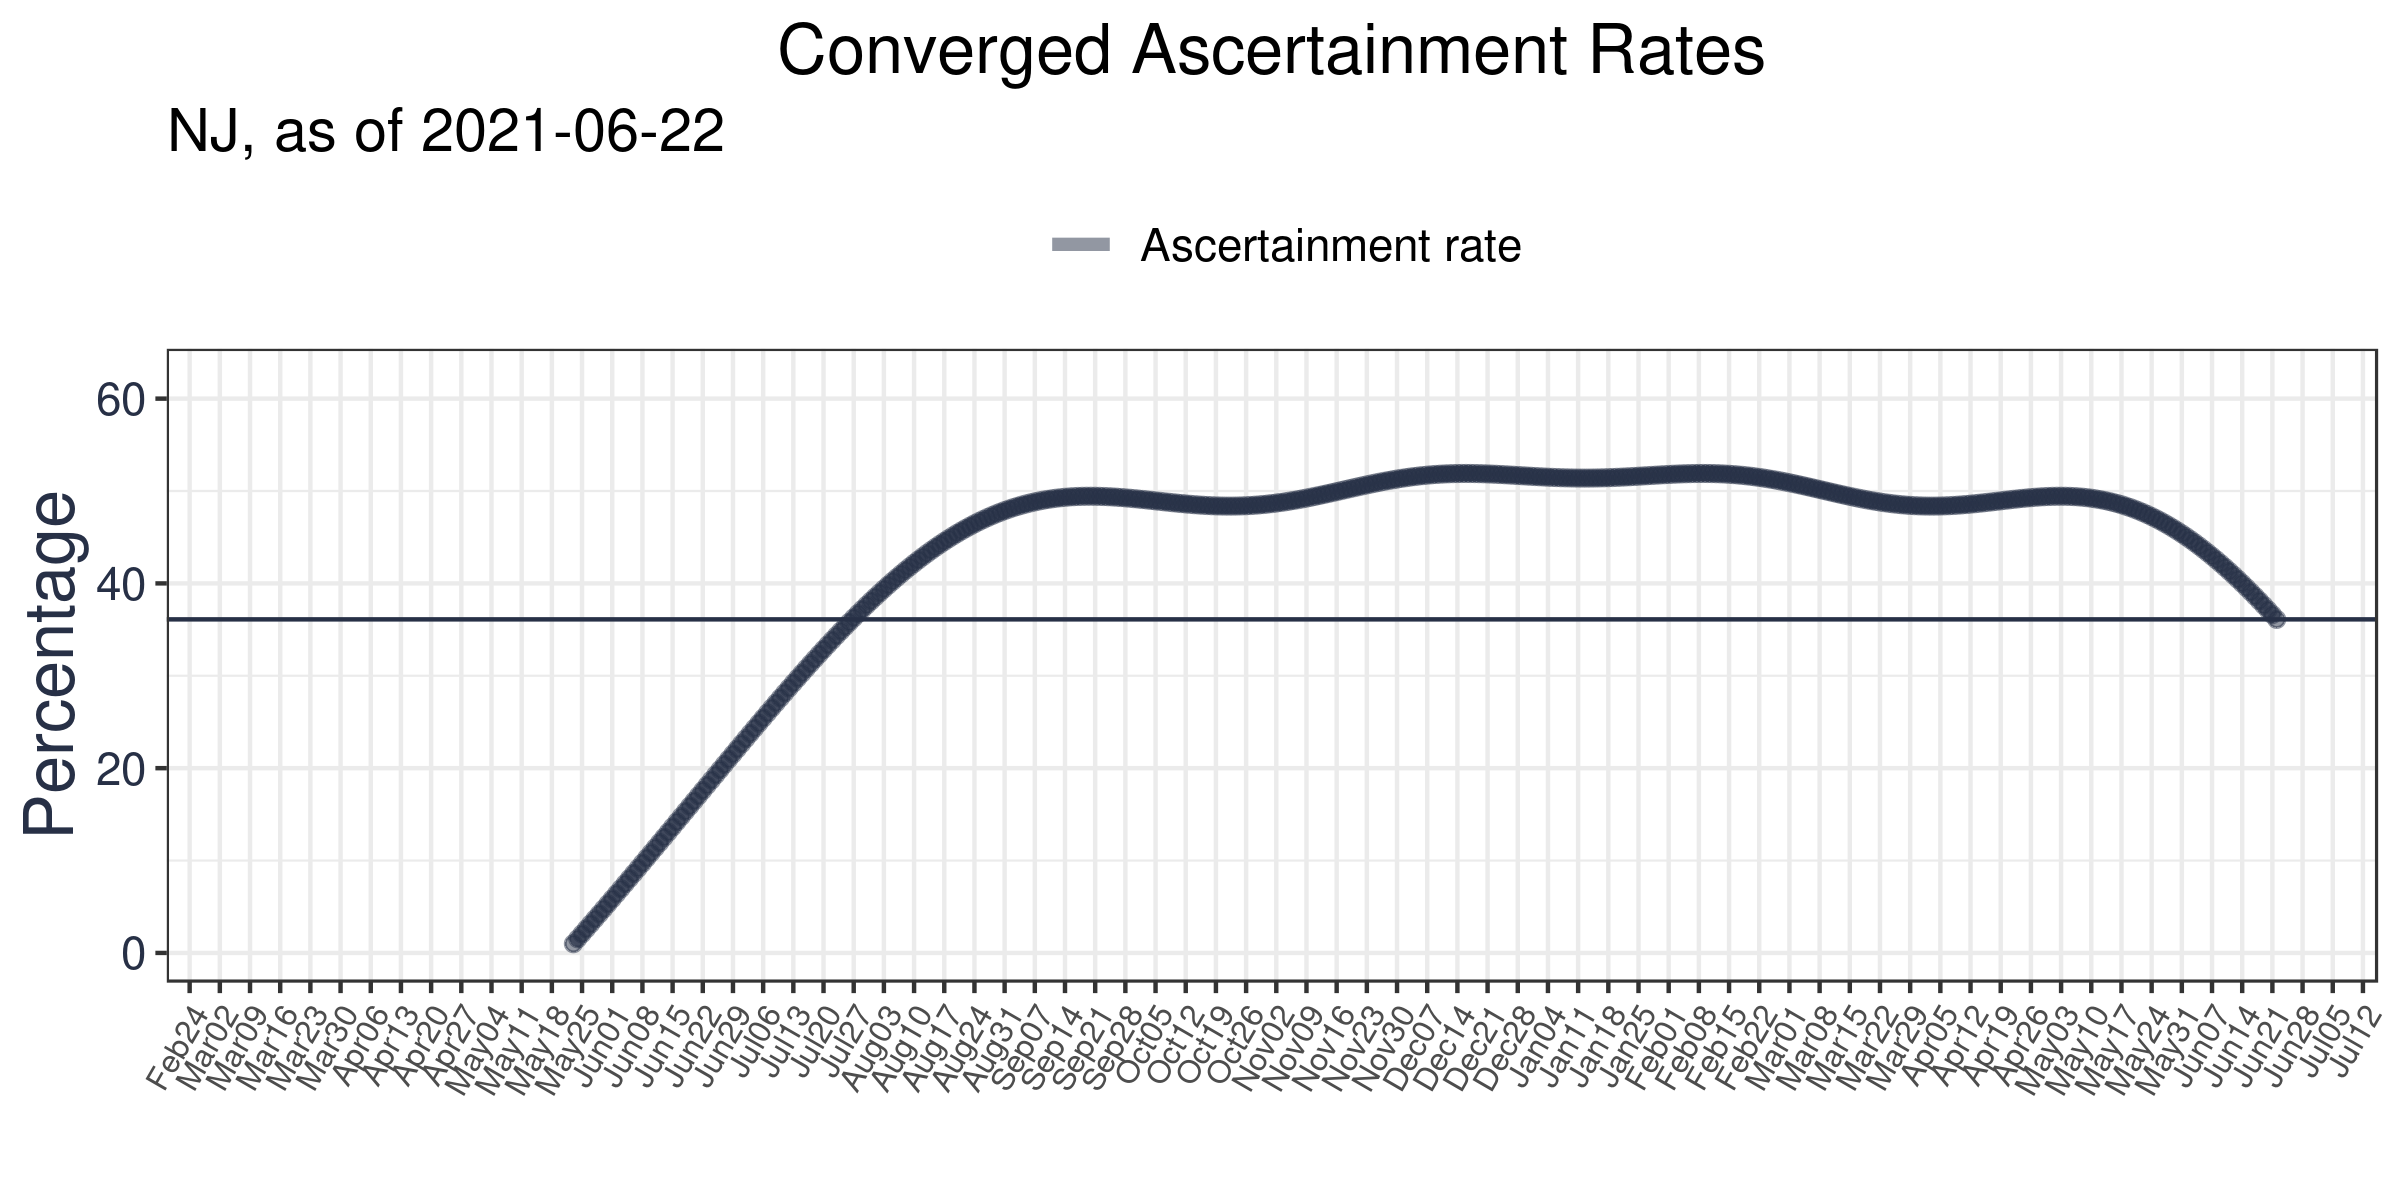 Converged Ascertainment Rates
NJ, as of 2021-06-22
Ascertainment rate
Percentage
60
40
20
0
Feb24 Mar02 Mar09 Mar16 Mar23 Mar30 Apr06 Apr13 Apr20 Apr27 May04 May11 May18 May25 Jun01 Jun08 Jun15 Jun22 Jun29 Jul06 Jul13 Jul20 Jul27 Aug03 Aug10 Aug17 Aug24 Aug31 Sep07 Sep14 Sep21 Sep28 Oct05 Oct12 Oct19 Oct26 Nov02 Nov09 Nov16 Nov23 Nov30 Dec07 Dec14 Dec21 Dec28 Jan04 Jan11 Jan18 Jan25 Feb01 Feb08 Feb15 Feb22 Mar01 Mar08 Mar15 Mar22 Mar29 Apr05 Apr12 Apr19 Apr26 May03 May10 May17 May24 May31 Jun07 Jun14 Jun21 Jun28 Jul05 Jul12